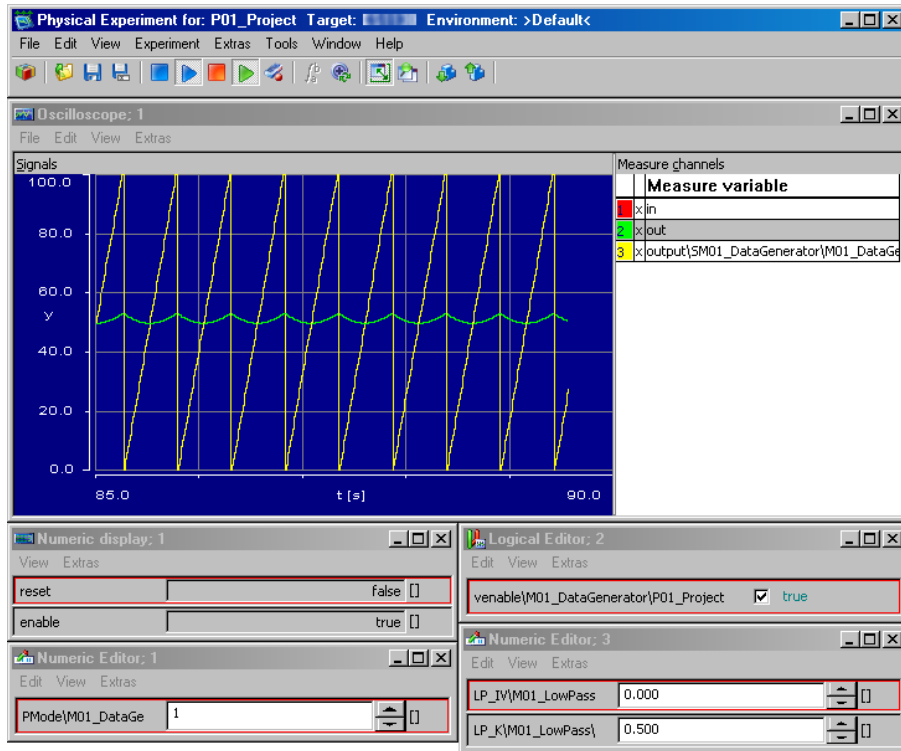 Physical Experiment for: P01_Project Target: Environment: >Default<
File Edit View Experiment Extras Tools Window Help
Oscilloscope; 1
File Edit View Extras
Signals
Measure channels
100.0
80.0
60.0
y
40.0
20.0
0.0
85.0 t [s] 90.0
Measure variable
1 x in
2 x out
3 x output\SM01_DataGenerator\M01_DataGe
Numeric display; 1
View Extras
reset false []
enable true []
Logical Editor; 2
Edit View Extras
venable\M01_DataGenerator\P01_Project true
Numeric Editor; 1
Edit View Extras
PMode\M01_DataGe 1 []
Numeric Editor; 3
Edit View Extras
LP_IV\M01_LowPass 0.000 []
LP_K\M01_LowPass\ 0.500 []